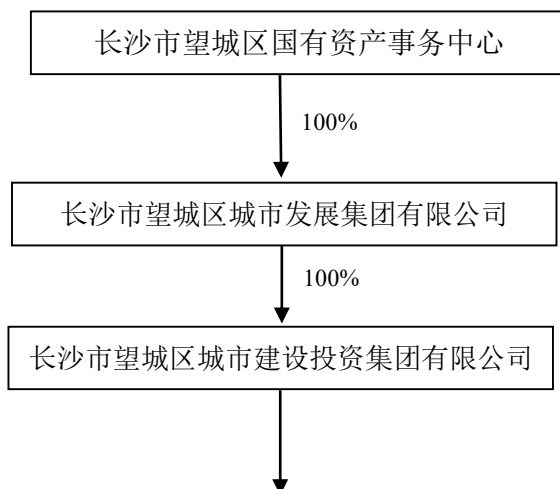 长沙市望城区国有资产事务中心
100%
长沙市望城区城市发展集团有限公司
100%
长沙市望城区城市建设投资集团有限公司